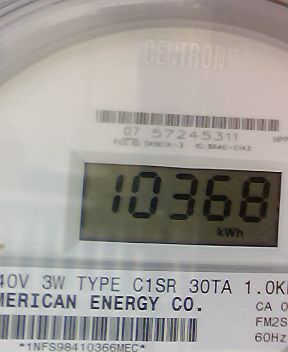 CENTRON®
07 57245311
10368
kWh
40V 3W TYPE C1SR 30TA 1.0K
MERICAN ENERGY CO.
CA 0
FM2S
60Hz
*1NFS98410366MEC*